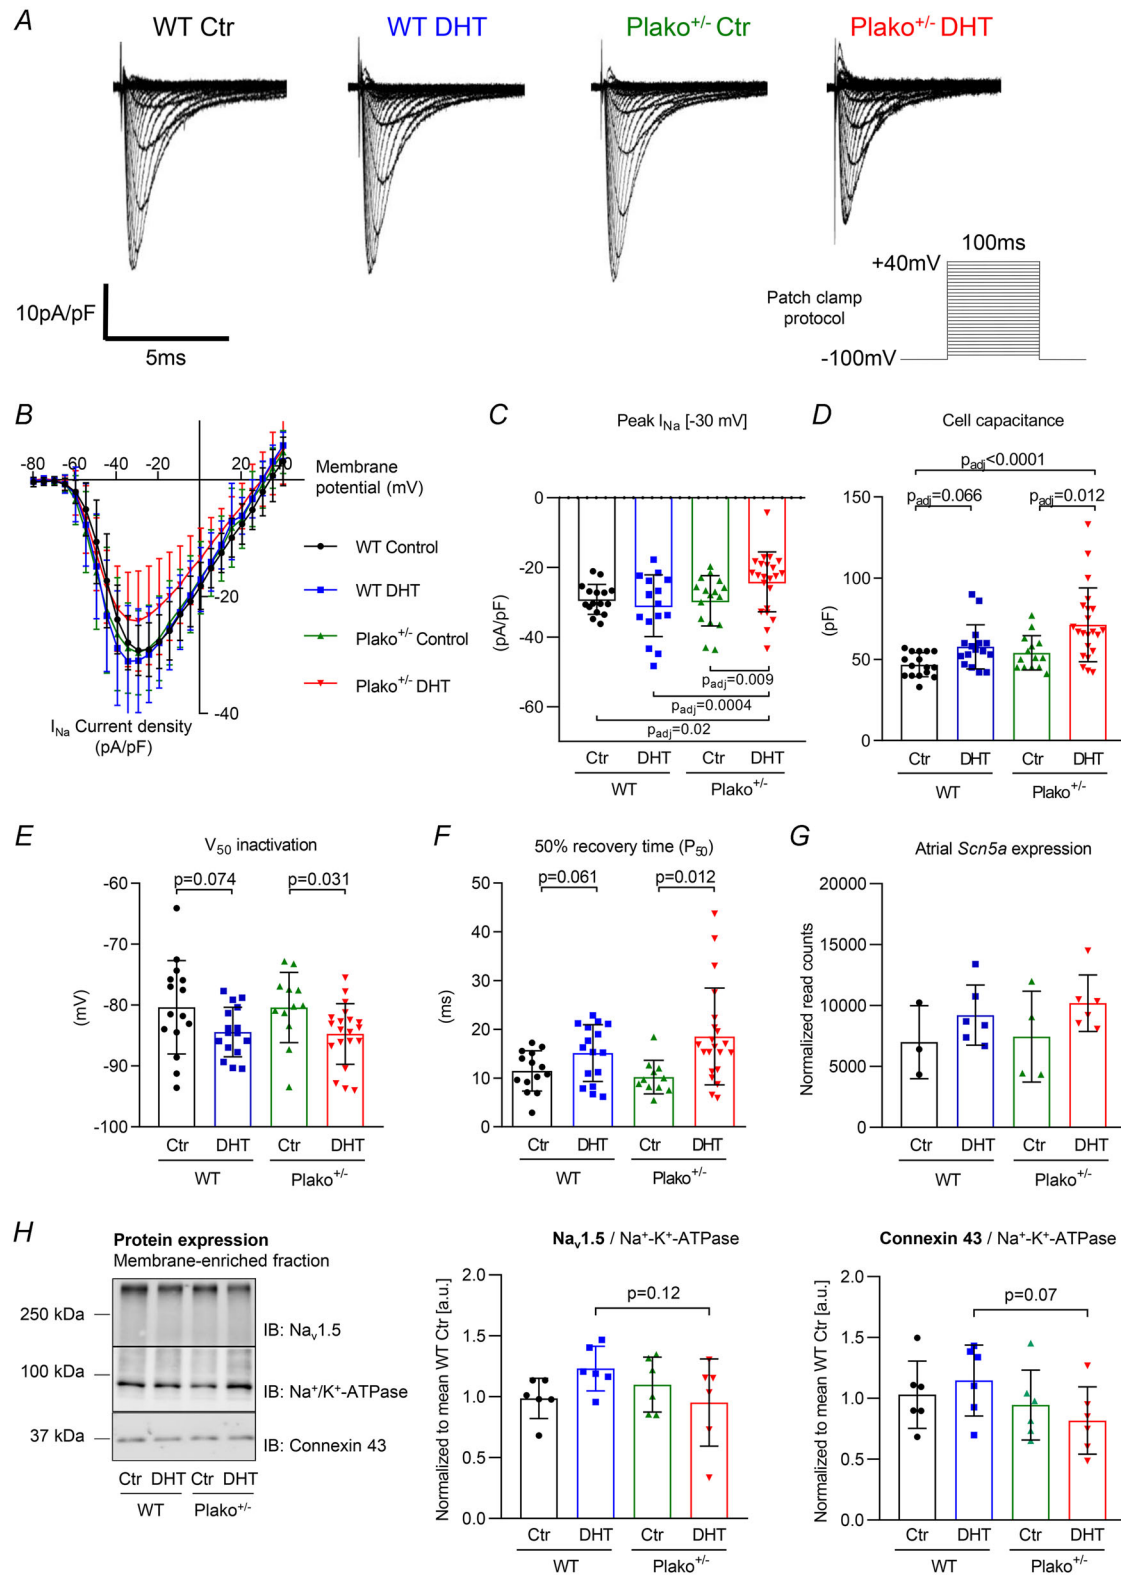 A
WT Ctr
WT DHT
Plako+/- Ctr
Plako+/- DHT
10pA/pF
5ms
100ms
+40mV
Patch clamp
protocol
-100mV
B
-80 -60 -40 -20 20 40
Membrane
potential (mV)
-20
-40
WT Control
WT DHT
Plako+/- Control
Plako+/- DHT
INa Current density
(pA/pF)
C
Peak INa [-30 mV]
0
-20
-40
-60
(pA/pF)
padj=0.009
padj=0.0004
padj=0.02
Ctr DHT Ctr DHT
WT Plako+/-
D
Cell capacitance
padj<0.0001
padj=0.066
padj=0.012
150
100
50
0
(pF)
Ctr DHT Ctr DHT
WT Plako+/-
E
V50 inactivation
p=0.074
p=0.031
-60
-70
-80
-90
-100
(mV)
Ctr DHT Ctr DHT
WT Plako+/-
F
50% recovery time (P50)
p=0.061
p=0.012
50
40
30
20
10
0
(ms)
Ctr DHT Ctr DHT
WT Plako+/-
G
Atrial Scn5a expression
20000
15000
10000
5000
0
Normalized read counts
Ctr DHT Ctr DHT
WT Plako+/-
H
Protein expression
Membrane-enriched fraction
250 kDa
IB: Nav1.5
100 kDa
IB: Na+/K+-ATPase
37 kDa
IB: Connexin 43
Ctr DHT Ctr DHT
WT Plako+/-
Nav1.5 / Na+-K+-ATPase
p=0.12
2.0
1.5
1.0
0.5
0.0
Normalized to mean WT Ctr [a.u.]
Ctr DHT Ctr DHT
WT Plako+/-
Connexin 43 / Na+-K+-ATPase
p=0.07
2.0
1.5
1.0
0.5
0.0
Normalized to mean WT Ctr [a.u.]
Ctr DHT Ctr DHT
WT Plako+/-